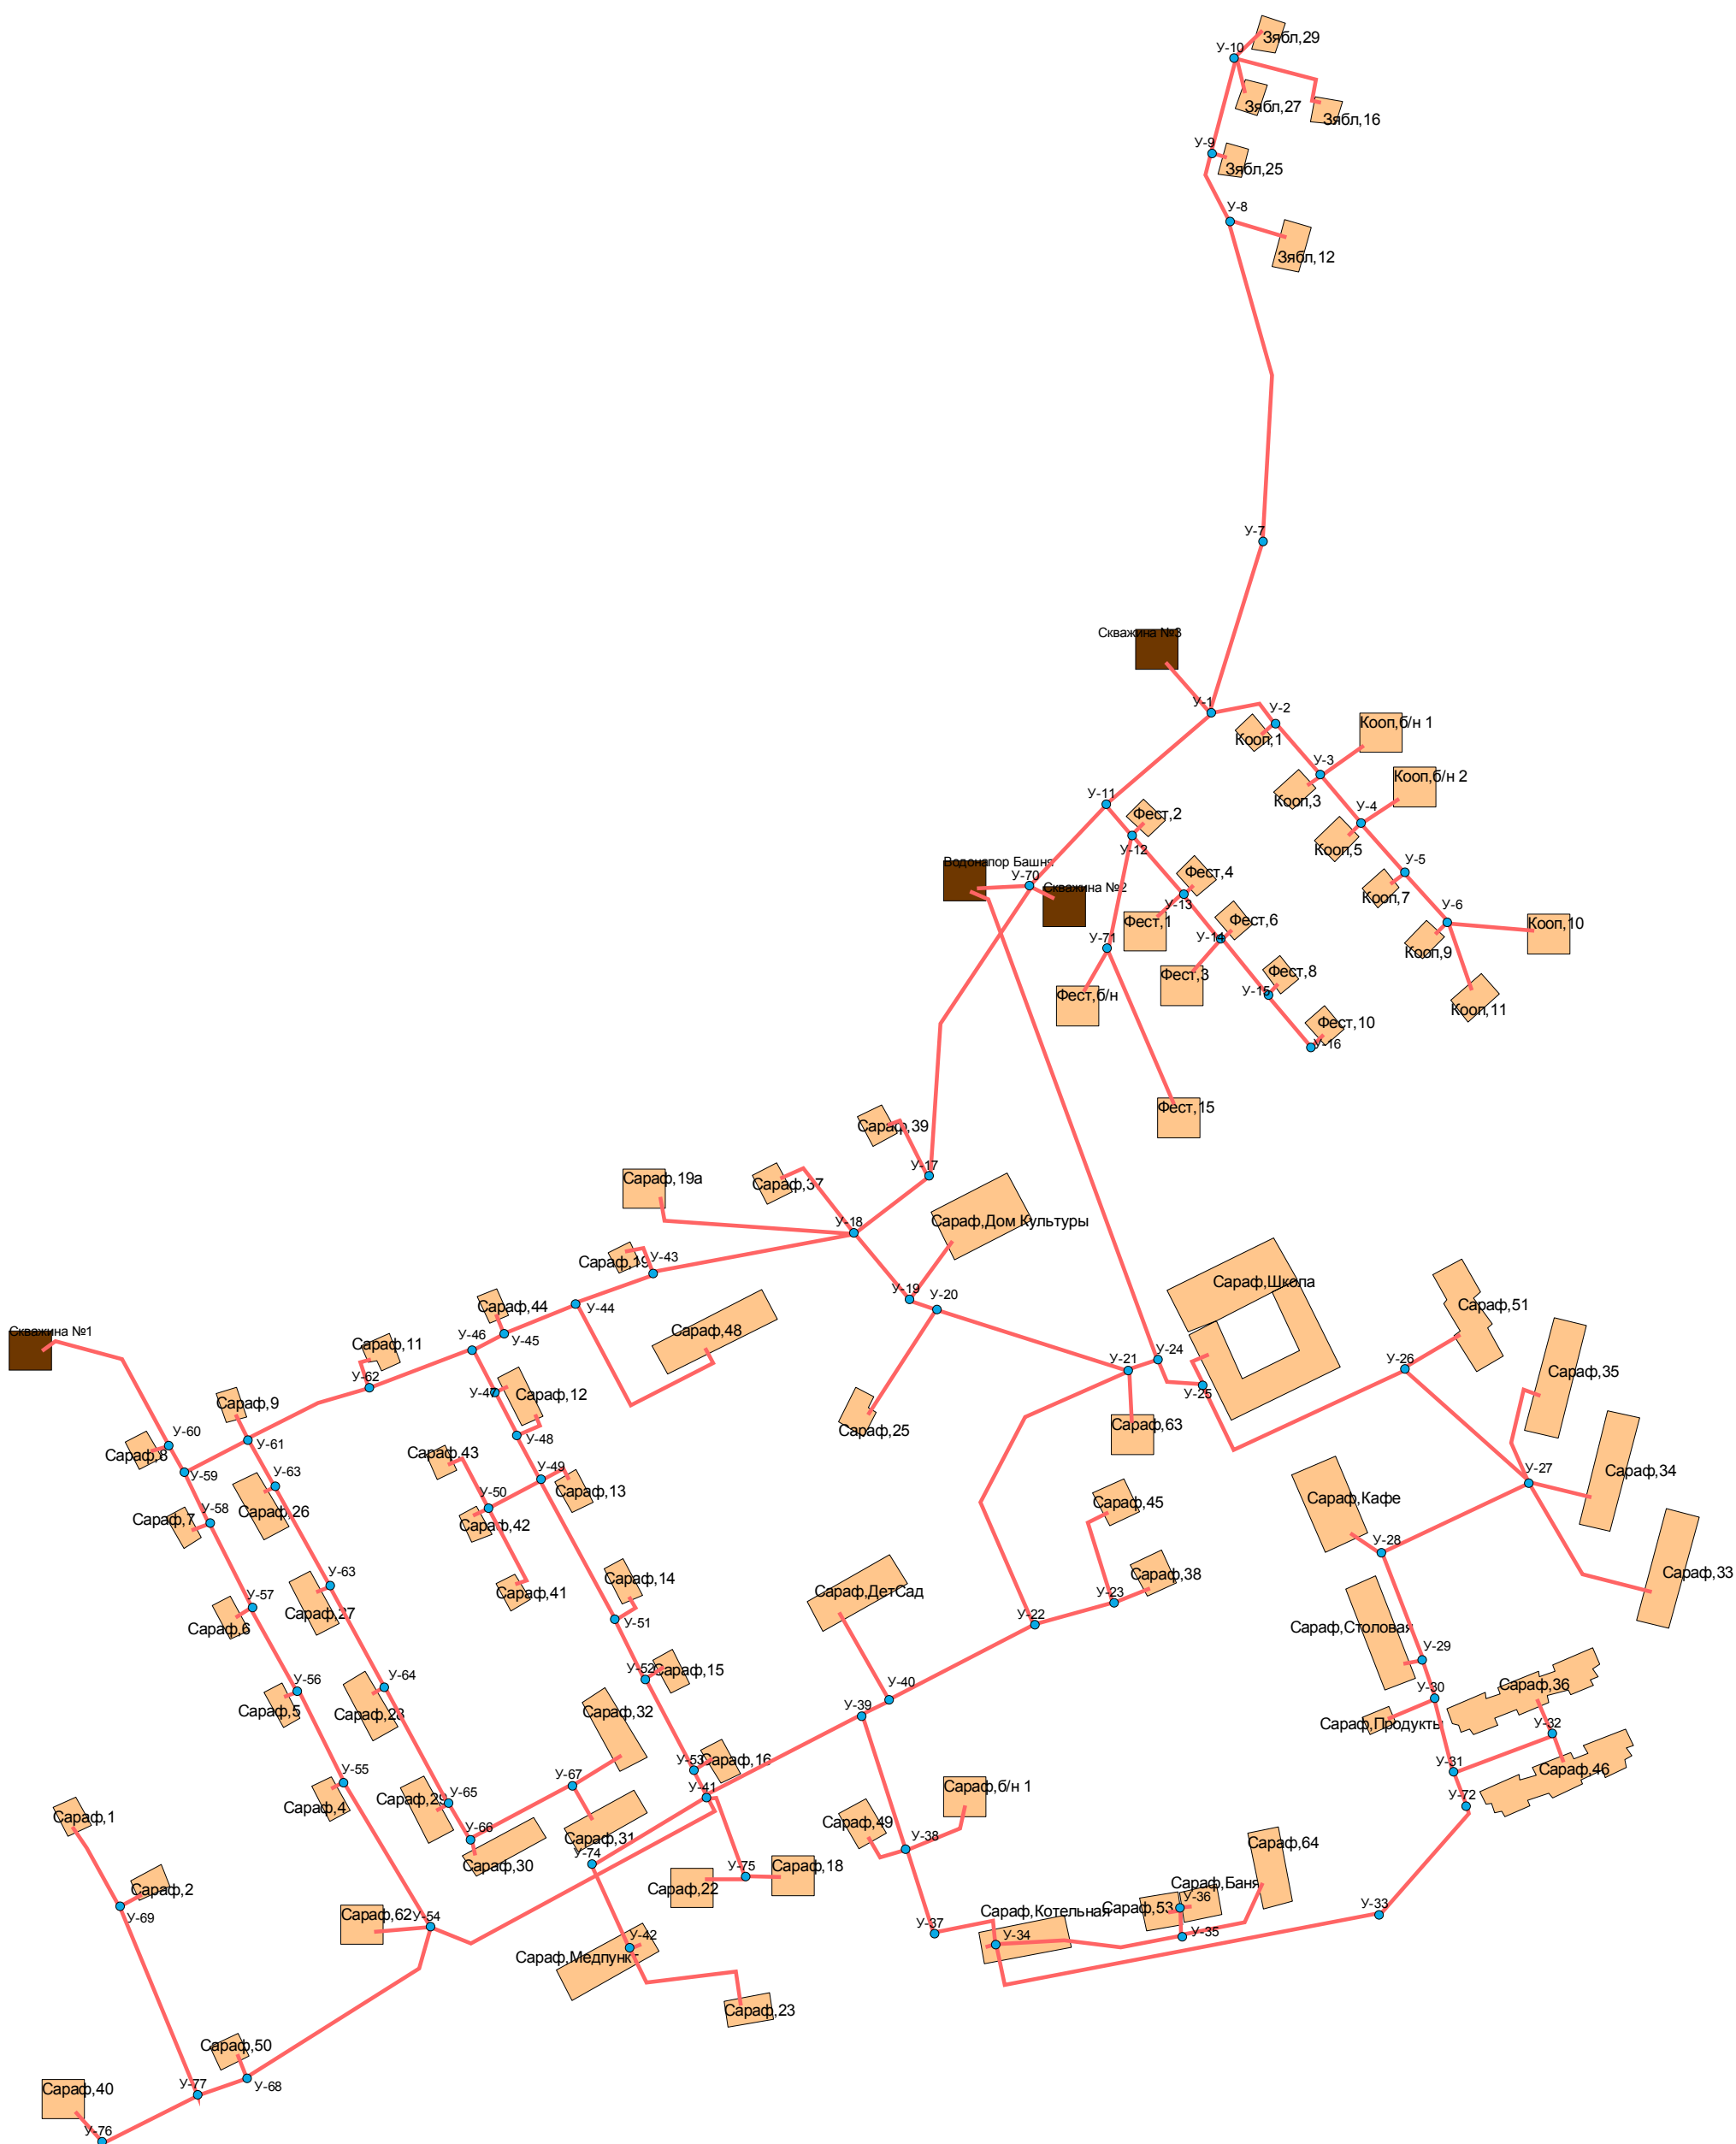 Зябл,29
У-10
Зябл,27
Зябл,16
У-9
Зябл,25
У-8
Зябл,12
У-7
Скважина №3
У-1
У-2
Кооп,б/н 1
Кооп,1
У-3
Кооп,б/н 2
У-11
Кооп,3
У-4
Фест,2
У-12
Кооп,5
Водонапор Башня
У-5
Фест,4
У-70
Скважина №2
Кооп,7
У-13
У-6
Фест,1
Фест,6
Кооп,10
У-14
У-71
Кооп,9
Фест,3
Фест,8
Фест,б/н
У-15
Кооп,11
Фест,10
У-16
Фест,15
Сараф,39
У-17
Сараф,19а
Сараф,37
Сараф,Дом Культуры
У-18
Сараф,19
У-43
Сараф,Школа
У-19
У-20
Сараф,44
У-44
Сараф,51
Скважина №1
Сараф,48
У-46
У-45
Сараф,11
У-24
У-21
У-26
Сараф,35
У-62
У-47
Сараф,12
У-25
Сараф,9
Сараф,63
Сараф,25
У-60
У-61
У-48
Сараф,8
Сараф,43
У-59
У-63
У-49
У-27
Сараф,34
Сараф,13
Сараф,Кафе
Сараф,45
У-58
Сараф,26
У-50
Сараф,7
Сараф,42
У-28
У-63
Сараф,14
Сараф,38
Сараф,33
Сараф,41
Сараф,ДетСад
У-57
У-23
Сараф,27
У-22
У-51
Сараф,6
Сараф,Столовая
У-29
У-56
У-64
У-52
Сараф,15
У-40
У-30
Сараф,36
Сараф,5
Сараф,28
У-39
Сараф,32
Сараф,Продукты
У-32
У-53
Сараф,16
У-31
Сараф,46
У-55
У-67
Сараф,б/н 1
У-65
У-41
У-72
Сараф,29
Сараф,4
Сараф,1
Сараф,49
У-66
Сараф,31
У-38
Сараф,64
У-74
Сараф,30
Сараф,18
У-75
Сараф,22
Сараф,2
Сараф,Баня
У-69
Сараф,62
У-54
У-36
Сараф,53
У-33
Сараф,Котельная
У-37
У-34
У-35
У-42
Сараф,Медпункт
Сараф,23
Сараф,50
Сараф,40
У-77
У-68
У-76